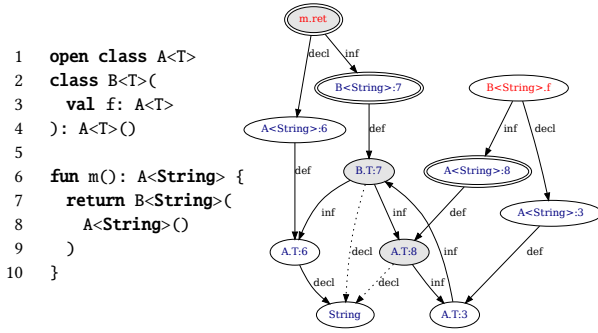 1 open class A<T>
2 class B<T>(
3 val f: A<T>
4 ): A<T>()
5
6 fun m(): A<String> {
7 return B<String>(
8 A<String>()
9 )
10 }
m.ret
decl
inf
B<String>:7
B<String>.f
A<String>:6
def
inf
decl
def
B.T:7
A<String>:8
A<String>:3
inf
decl
inf
def
def
A.T:6
A.T:8
inf
decl
decl
inf
String
A.T:3